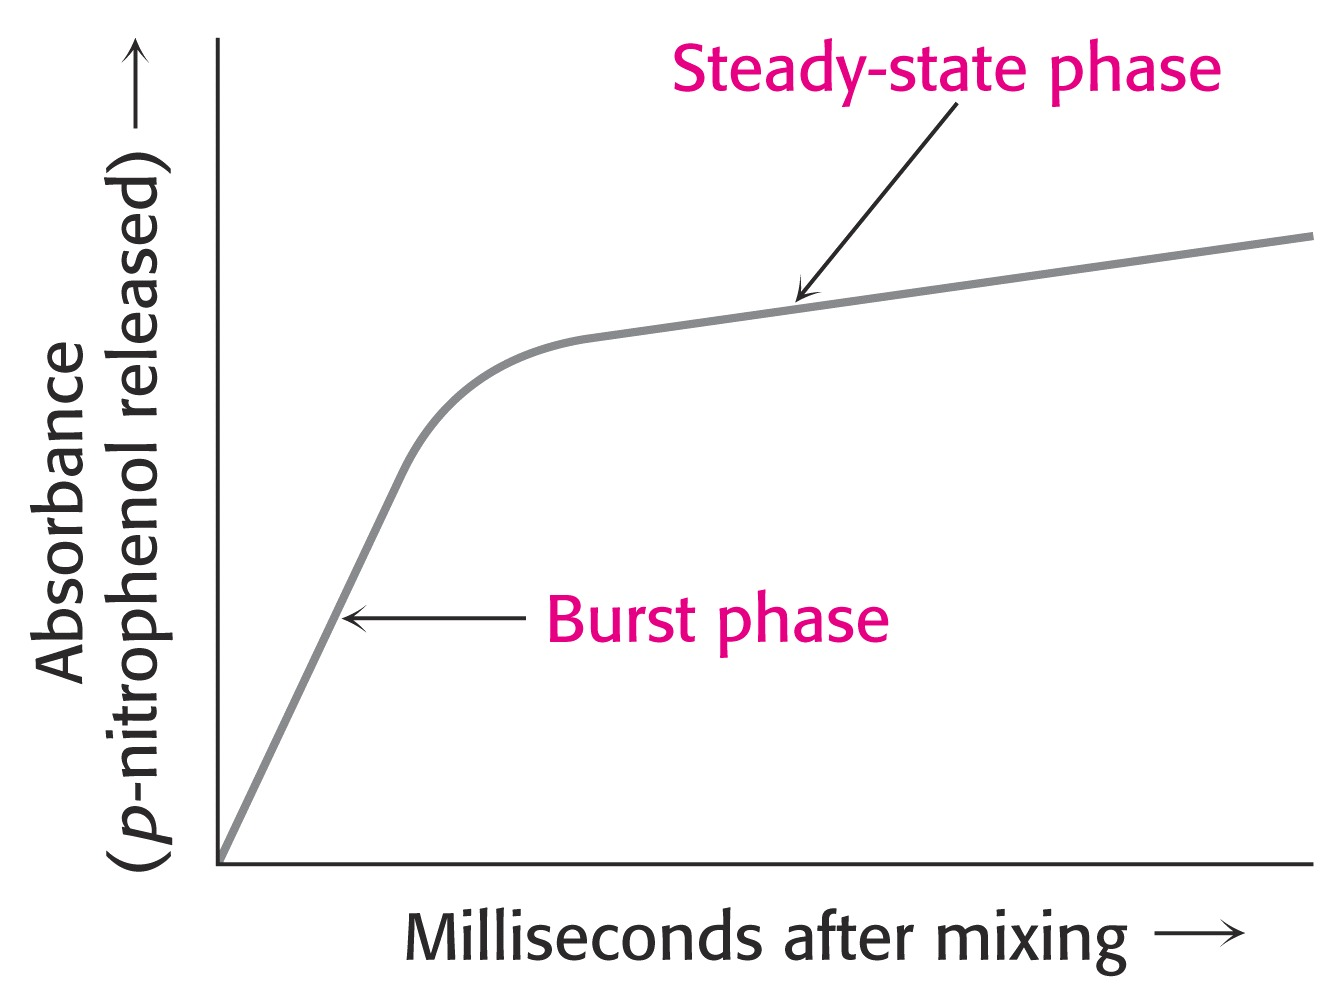 Steady-state phase
Absorbance
(p-nitrophenol released)
Burst phase
Milliseconds after mixing